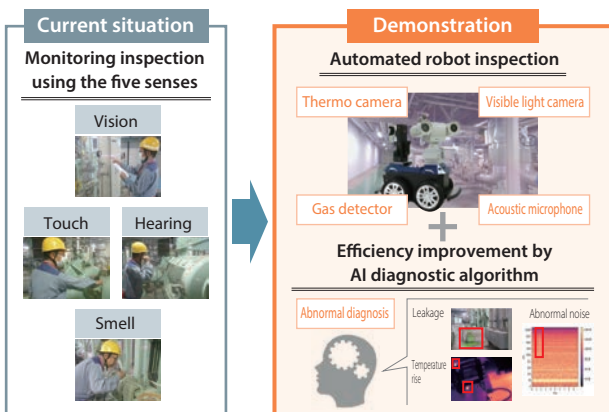 Current situation
Monitoring inspection
using the five senses
Vision
Touch
Hearing
Smell
Demonstration
Automated robot inspection
Thermo camera
Visible light camera
Gas detector
Acoustic microphone
+
Efficiency improvement by
AI diagnostic algorithm
Abnormal diagnosis
Leakage
Temperature
rise
Abnormal noise